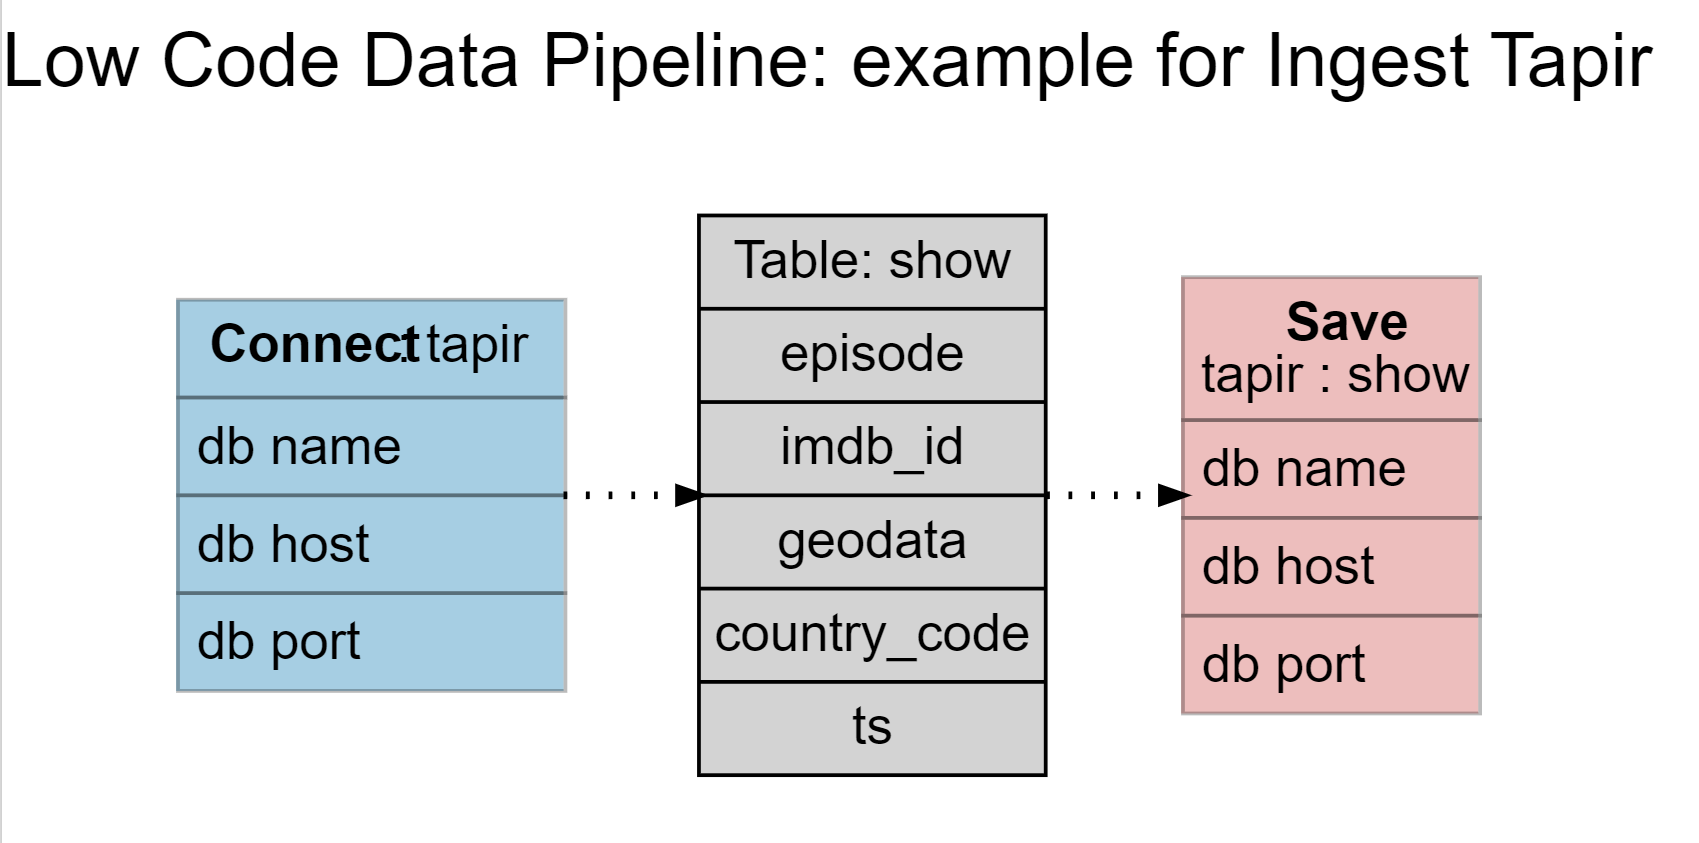 Low Code Data Pipeline: example for Ingest Tapir
Connect: tapir
db name
db host
db port
Table: show
episode
imdb_id
geodata
country_code
ts
Save
tapir : show
db name
db host
db port